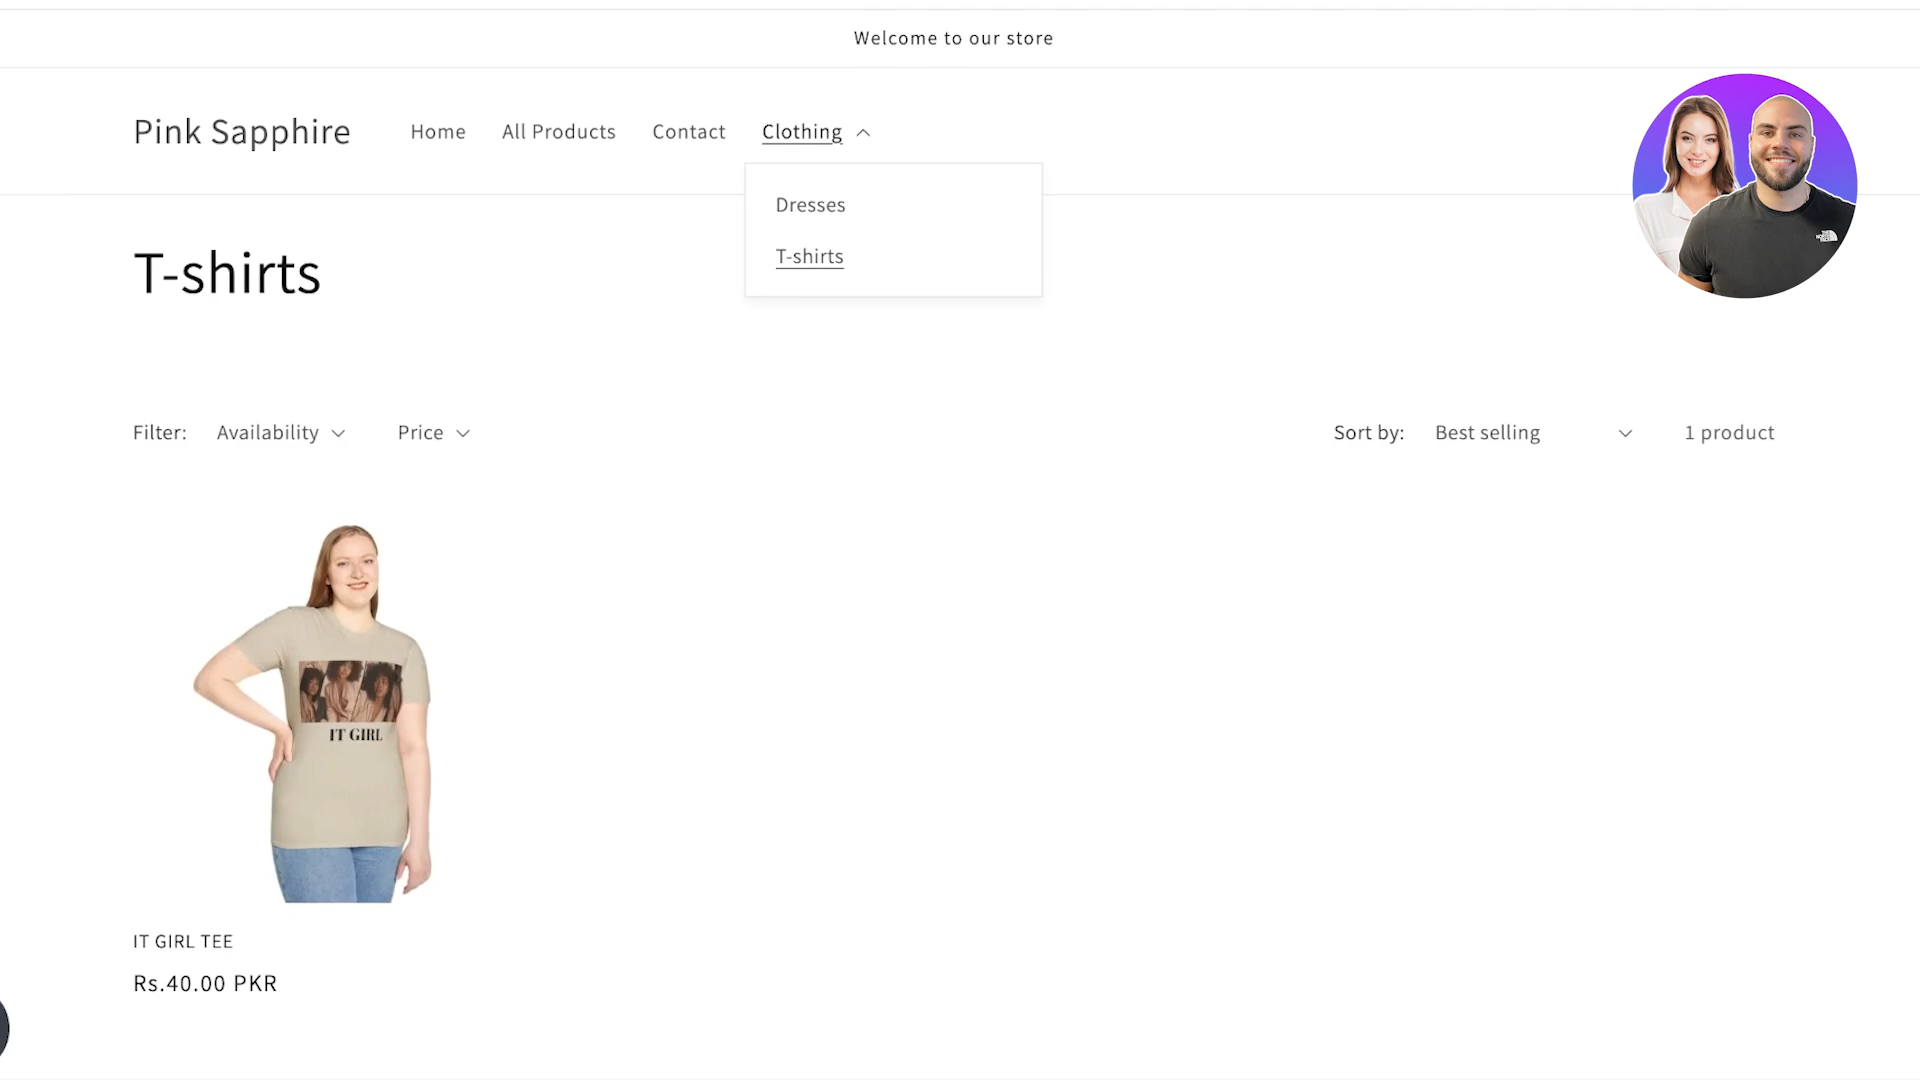 Welcome to our store
Pink Sapphire
Home
All Products
Contact
Clothing
Dresses
T-shirts
T-shirts
Filter:
Availability
Price
Sort by:
Best selling
1 product
IT GIRL
IT GIRL TEE
Rs.40.00 PKR